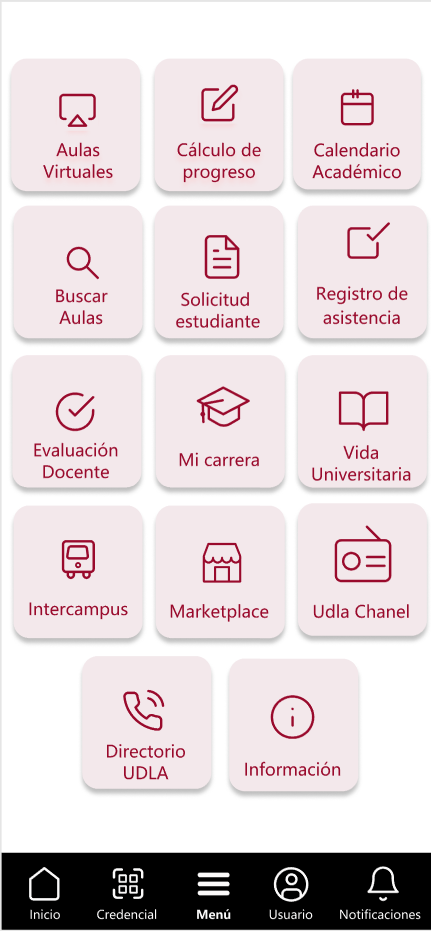 Aulas
Virtuales
Cálculo de
progreso
Calendario
Académico
Buscar
Aulas
Solicitud
estudiante
Registro de
asistencia
Evaluación
Docente
Mi carrera
Vida
Universitaria
Intercampus
Marketplace
Udla Chanel
Directorio
UDLA
Información
Inicio
Credencial
Menú
Usuario
Notificaciones